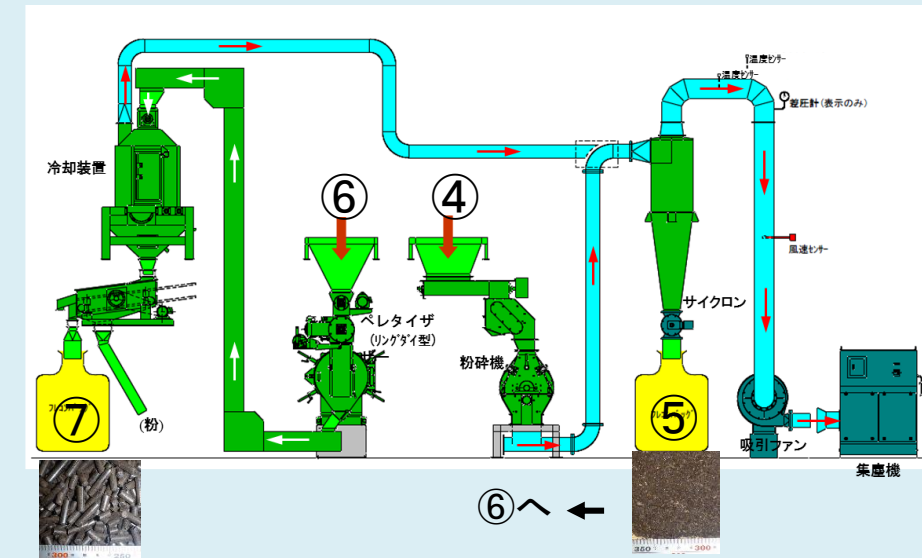 温度センサー
温度センサー
差圧計(表示のみ)
冷却装置
⑥
④
風速センサー
サイクロン
ペレタイザ
(リングダイ型)
粉砕機
⑦
(粉)
⑤
吸引ファン
集塵機
⑥へ ←